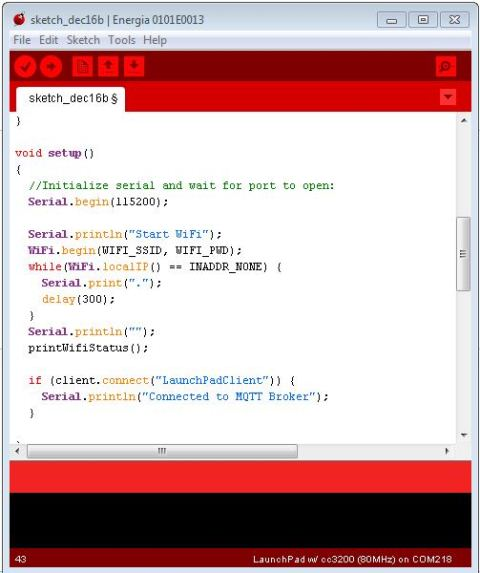 sketch_dec16b | Energia 0101E0013
File Edit Sketch Tools Help
sketch_dec16b §
}
void setup()
{
//Initialize serial and wait for port to open:
Serial.begin(115200);
Serial.println("Start WiFi");
WiFi.begin(WIFI_SSID, WIFI_PWD);
while(WiFi.localIP() == INADDR_NONE) {
Serial.print(".");
delay(300);
}
Serial.println("");
printWifiStatus();
if (client.connect("LaunchPadClient")) {
Serial.println("Connected to MQTT Broker");
}
43
LaunchPad w/ cc3200 (80MHz) on COM218